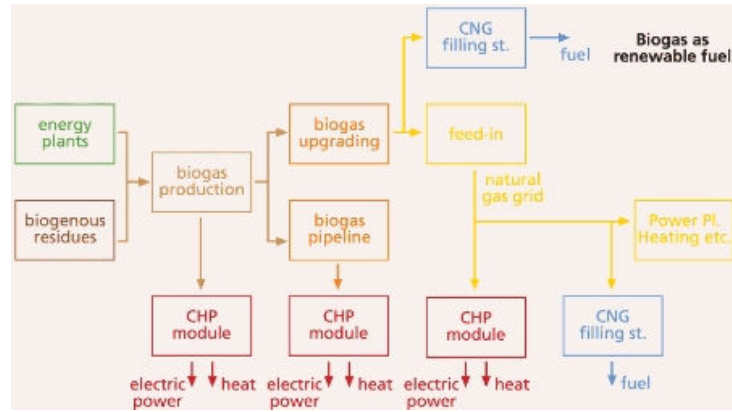 CNG
filling st.
fuel
Biogas as
renewable fuel
energy
plants
biogas
upgrading
feed-in
biogas
production
natural
gas grid
biogenous
residues
biogas
pipeline
Power Pl.
Heating etc.
CHP
module
CHP
module
CHP
module
CNG
filling st.
electric
power
heat
electric
power
heat
electric
power
heat
fuel